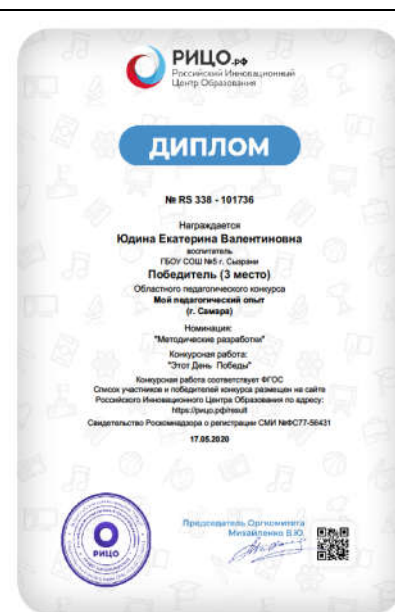 РИЦО.рф
Российский Инновационный
Центр Образования
ДИПЛОМ
№ RS 338 - 101736
Награждается
Юдина Екатерина Валентиновна
воспитатель
ГБОУ СОШ №5 г. Сызрани
Победитель (3 место)
Областного педагогического конкурса
Мой педагогический опыт
(г. Самара)
Номинация:
"Методические разработки"
Конкурсная работа:
"Этот День Победы"
Конкурсная работа соответствует ФГОС
Список участников и победителей конкурса размещен на сайте
Российского Инновационного Центра Образования по адресу:
https://рицо.рф/result
Свидетельство Роскомнадзора о регистрации СМИ №ФС77-56431
17.05.2020
Председатель Оргкомитета
Михайленко В.Ю.
РИЦО